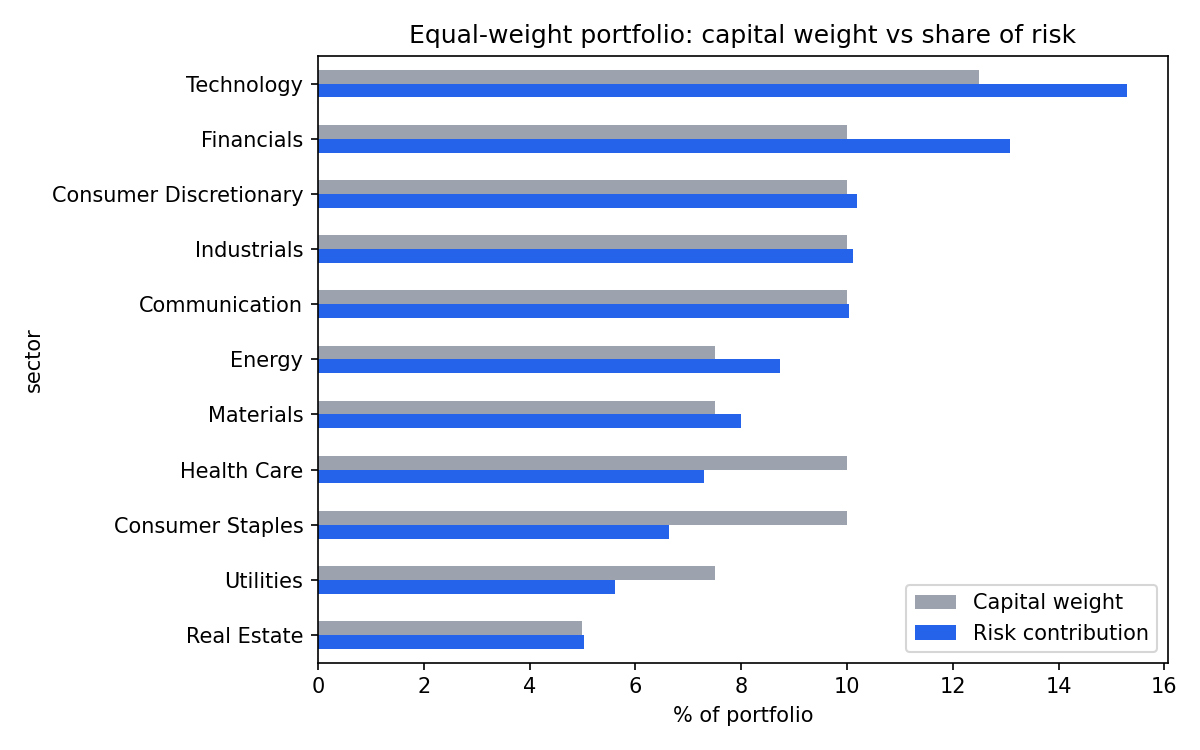 Equal-weight portfolio: capital weight vs share of risk
Technology
Financials
Consumer Discretionary
Industrials
Communication
Energy
Materials
Health Care
Consumer Staples
Utilities
Real Estate
sector
Capital weight
Risk contribution
0 2 4 6 8 10 12 14 16
% of portfolio